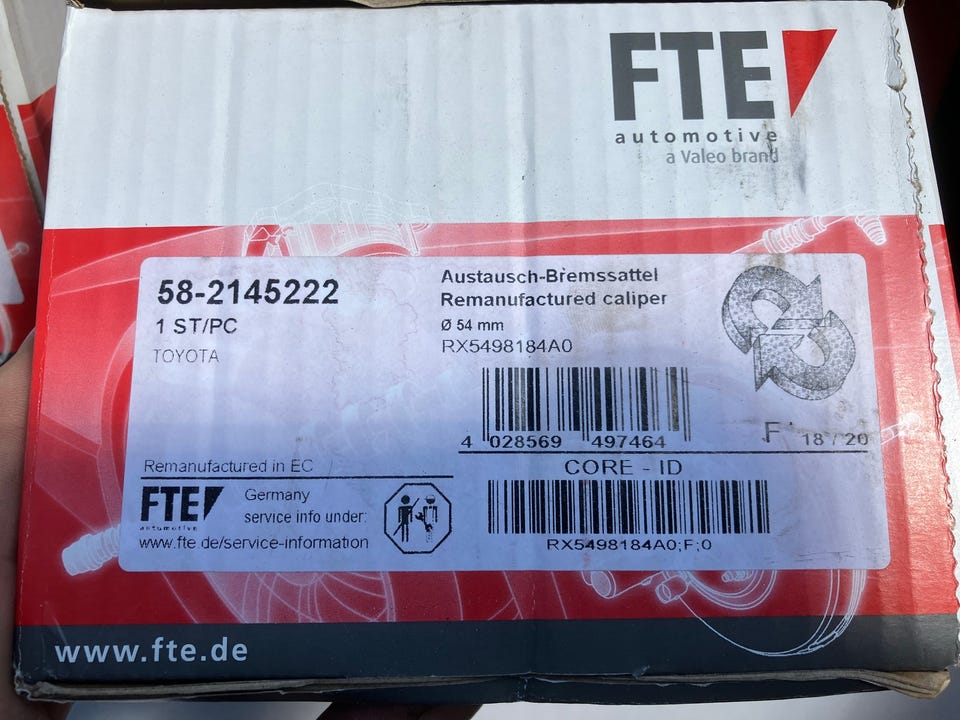 FTE
automotive
a Valeo brand
58-2145222
1 ST/PC
TOYOTA
Austausch-Bremssattel
Remanufactured caliper
Ø 54 mm
RX5498184A0
4 028569 497464
F 18 / 20
CORE - ID
RX5498184A0;F;0
Remanufactured in EC
FTE
automotive
Germany
service info under:
www.fte.de/service-information
www.fte.de